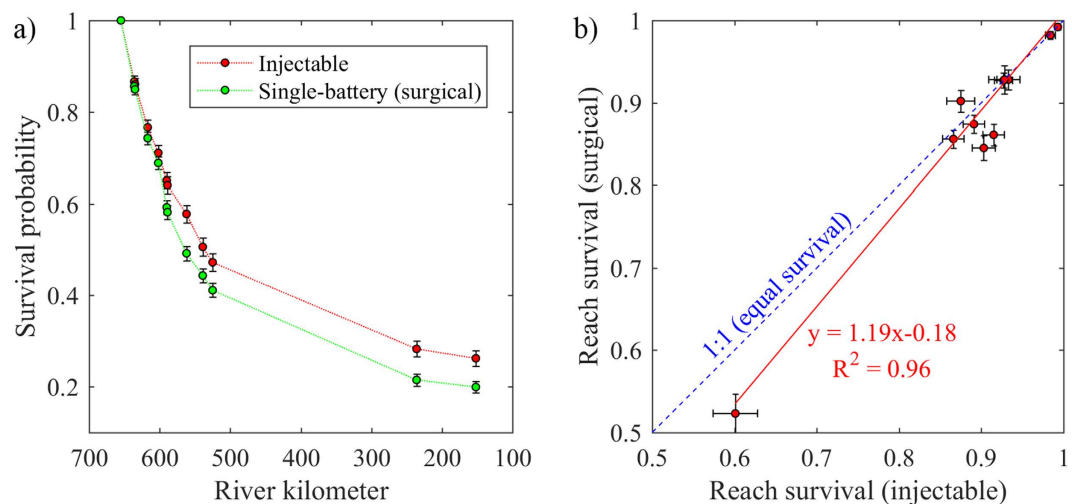 a)
Survival probability
1
0.8
0.6
0.4
0.2
700 600 500 400 300 200 100
River kilometer
Injectable
Single-battery (surgical)
b)
Reach survival (surgical)
1
0.9
0.8
0.7
0.6
0.5
0.5 0.6 0.7 0.8 0.9 1
Reach survival (injectable)
1:1 (equal survival)
y = 1.19x-0.18
R² = 0.96